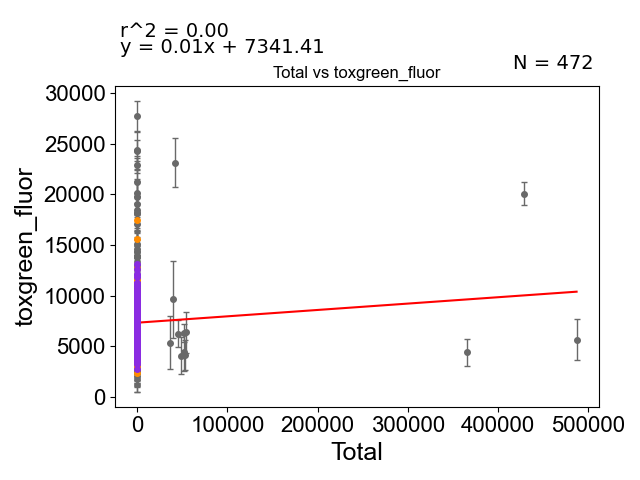 r^2 = 0.00
y = 0.01x + 7341.41
N = 472
Total vs toxgreen_fluor
30000
25000
20000
15000
10000
5000
0
toxgreen_fluor
0 100000 200000 300000 400000 500000
Total